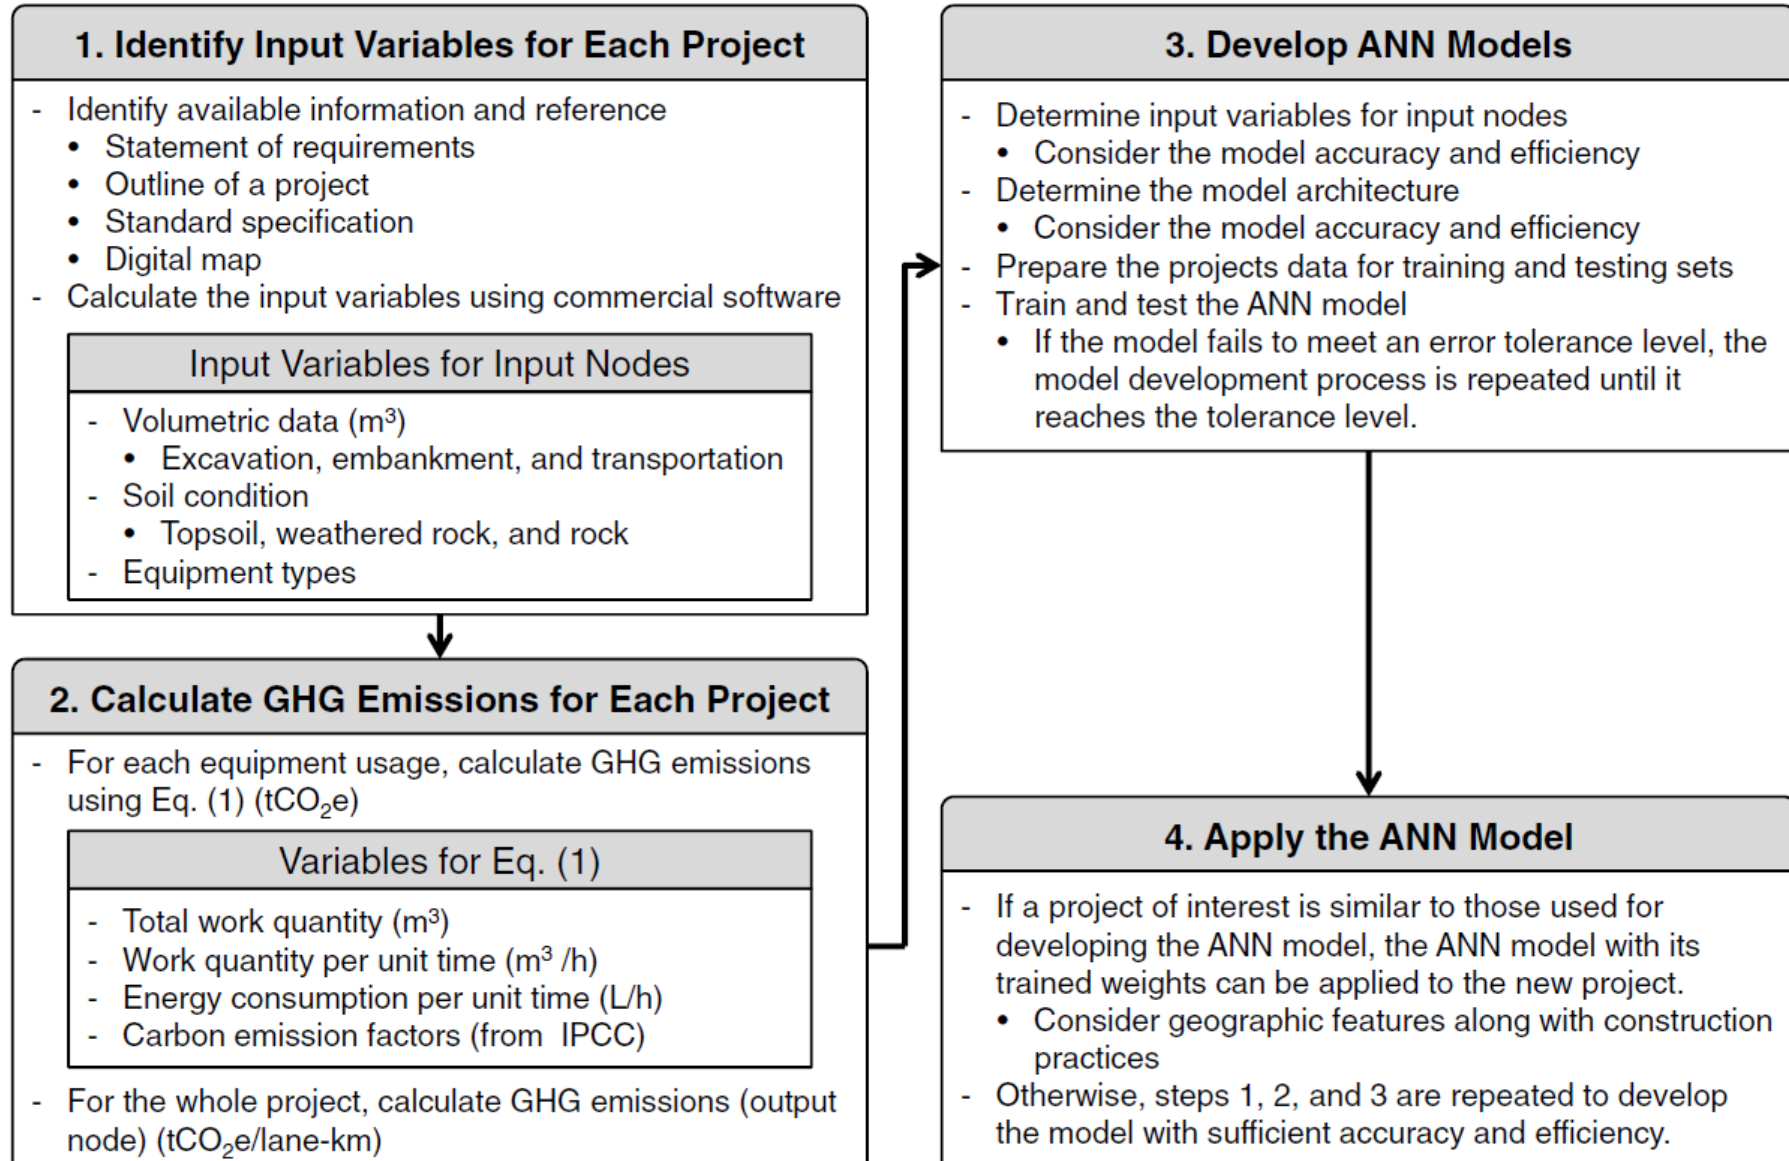 1. Identify Input Variables for Each Project
- Identify available information and reference
• Statement of requirements
• Outline of a project
• Standard specification
• Digital map
- Calculate the input variables using commercial software
Input Variables for Input Nodes
- Volumetric data (m³)
• Excavation, embankment, and transportation
- Soil condition
• Topsoil, weathered rock, and rock
- Equipment types
2. Calculate GHG Emissions for Each Project
- For each equipment usage, calculate GHG emissions
using Eq. (1) (tCO₂e)
Variables for Eq. (1)
- Total work quantity (m³)
- Work quantity per unit time (m³ /h)
- Energy consumption per unit time (L/h)
- Carbon emission factors (from IPCC)
- For the whole project, calculate GHG emissions (output
node) (tCO₂e/lane-km)
3. Develop ANN Models
- Determine input variables for input nodes
• Consider the model accuracy and efficiency
- Determine the model architecture
• Consider the model accuracy and efficiency
- Prepare the projects data for training and testing sets
- Train and test the ANN model
• If the model fails to meet an error tolerance level, the
model development process is repeated until it
reaches the tolerance level.
4. Apply the ANN Model
- If a project of interest is similar to those used for
developing the ANN model, the ANN model with its
trained weights can be applied to the new project.
• Consider geographic features along with construction
practices
- Otherwise, steps 1, 2, and 3 are repeated to develop
the model with sufficient accuracy and efficiency.